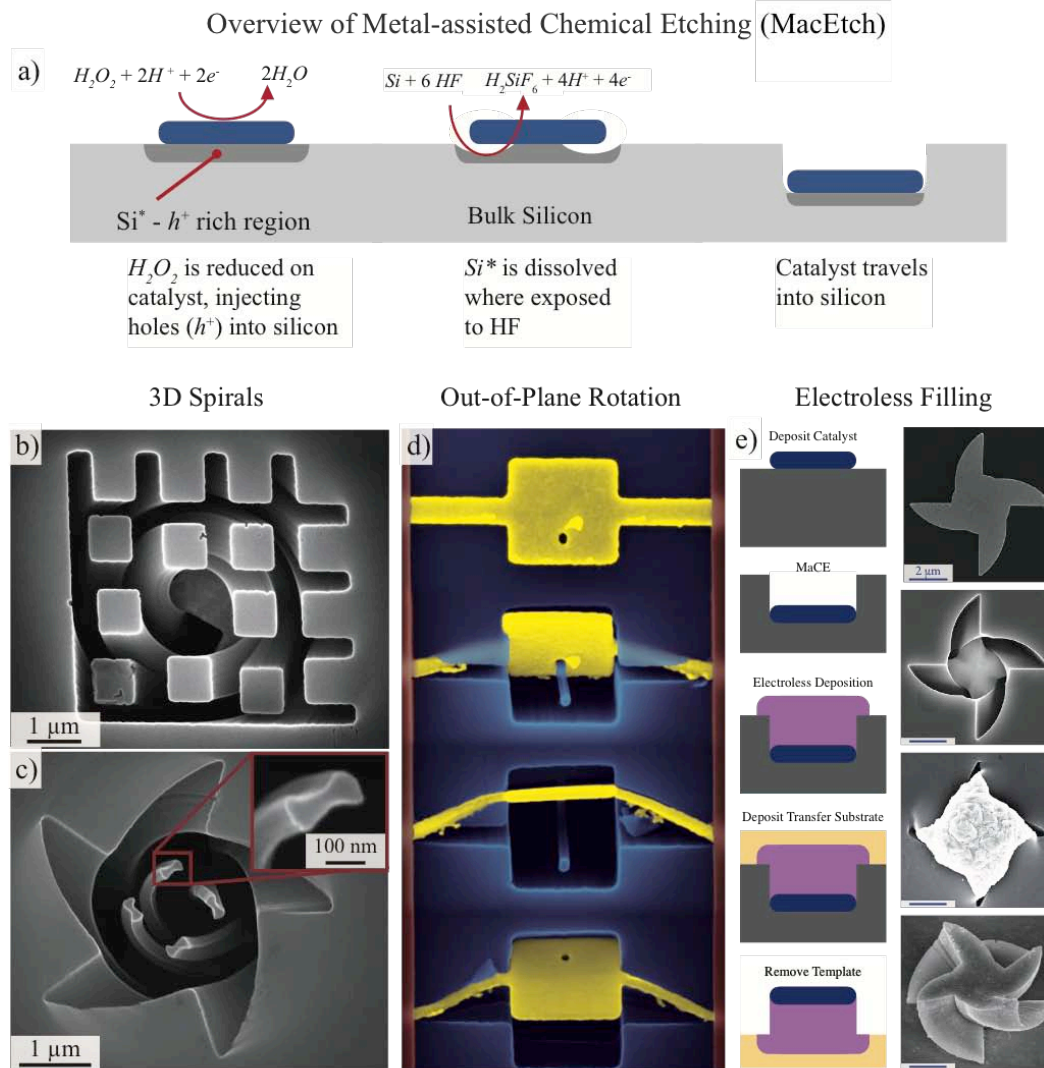 Overview of Metal-assisted Chemical Etching (MacEtch)
a)
H₂O₂ + 2H⁺ + 2e⁻
2H₂O
Si + 6 HF
H₂SiF₆ + 4H⁺ + 4e⁻
Si* - h⁺ rich region
Bulk Silicon
H₂O₂ is reduced on
catalyst, injecting
holes (h⁺) into silicon
Si* is dissolved
where exposed
to HF
Catalyst travels
into silicon
3D Spirals
b)
1 µm
c)
100 nm
1 µm
Out-of-Plane Rotation
d)
Electroless Filling
e)
Deposit Catalyst
2 µm
MaCE
Electroless Deposition
Deposit Transfer Substrate
Remove Template